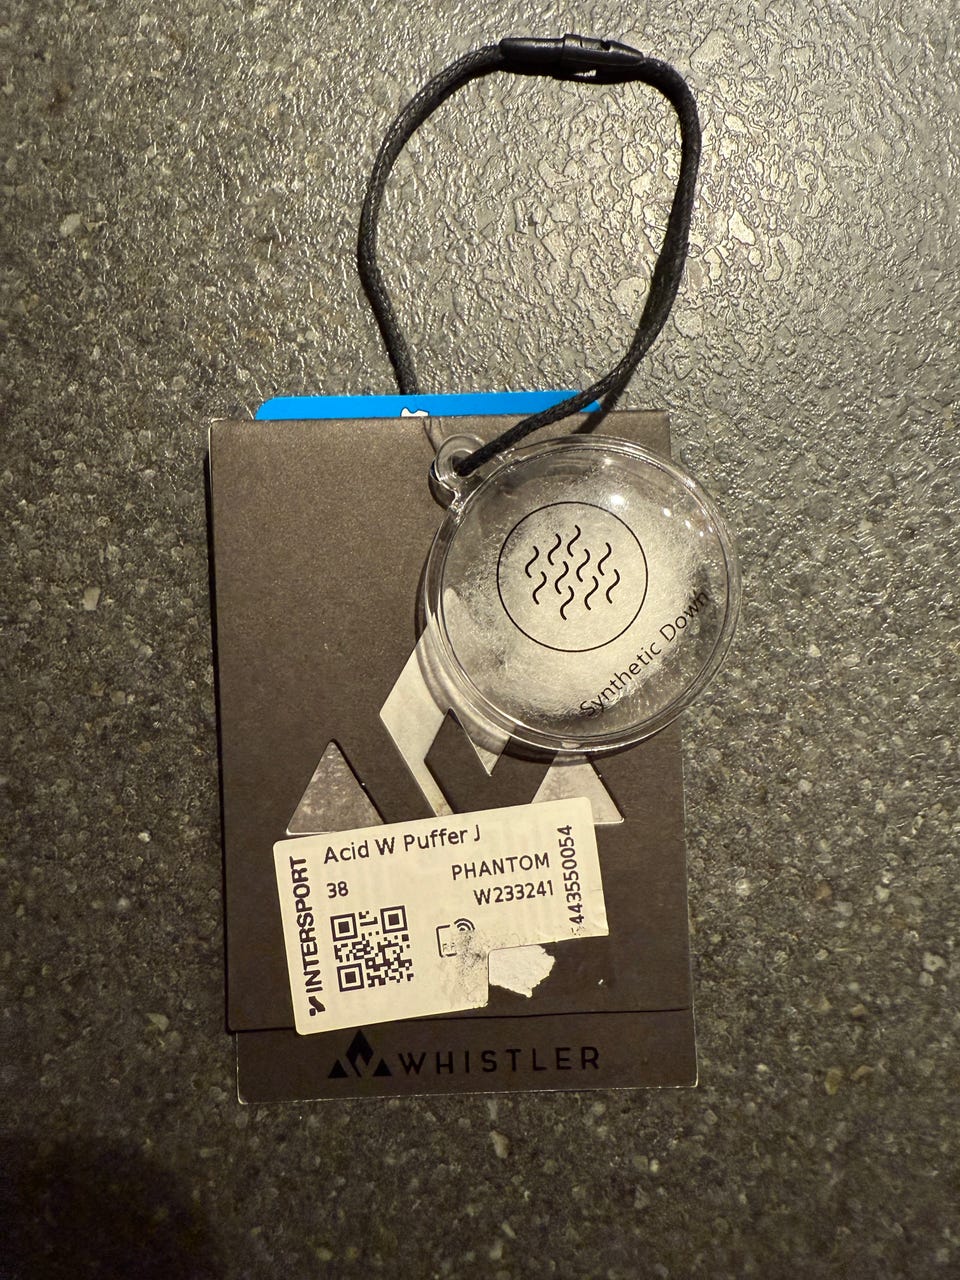 Synthetic Down
Acid W Puffer J
38
PHANTOM
W233241
443550054
INTERSPORT
WHISTLER